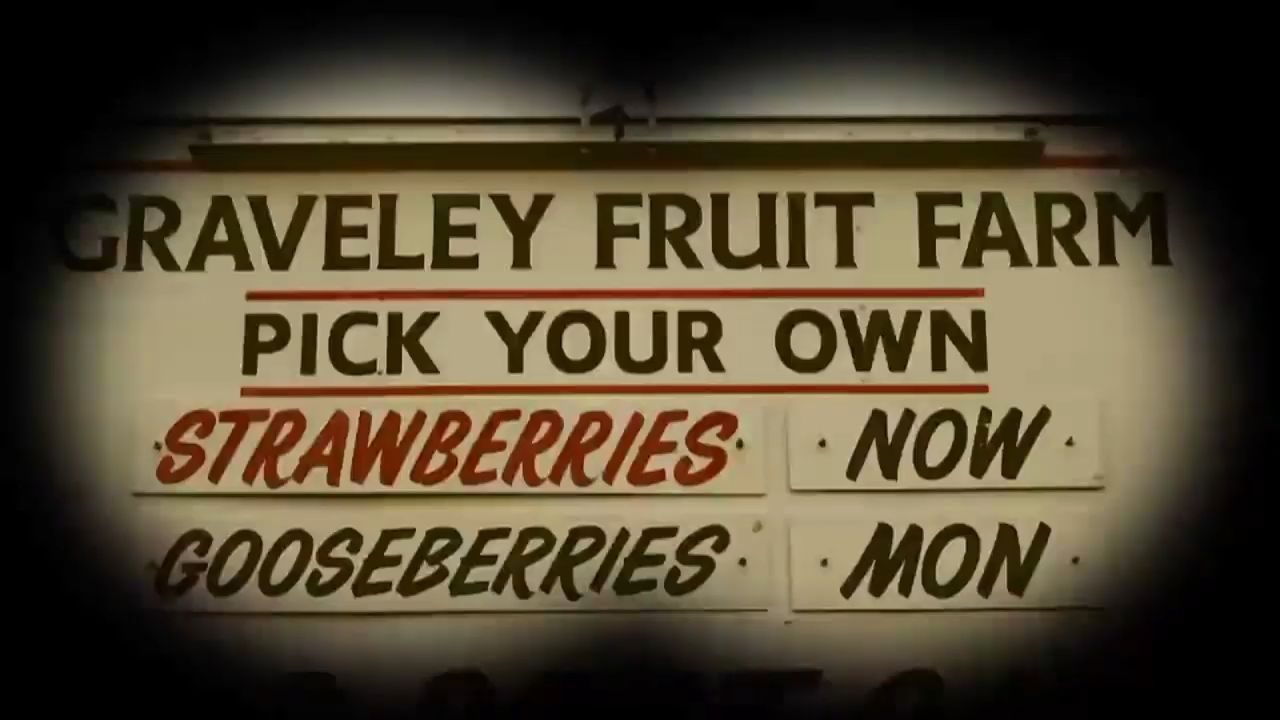 GRAVELEY FRUIT FARM
PICK YOUR OWN
STRAWBERRIES NOW
GOOSEBERRIES MON